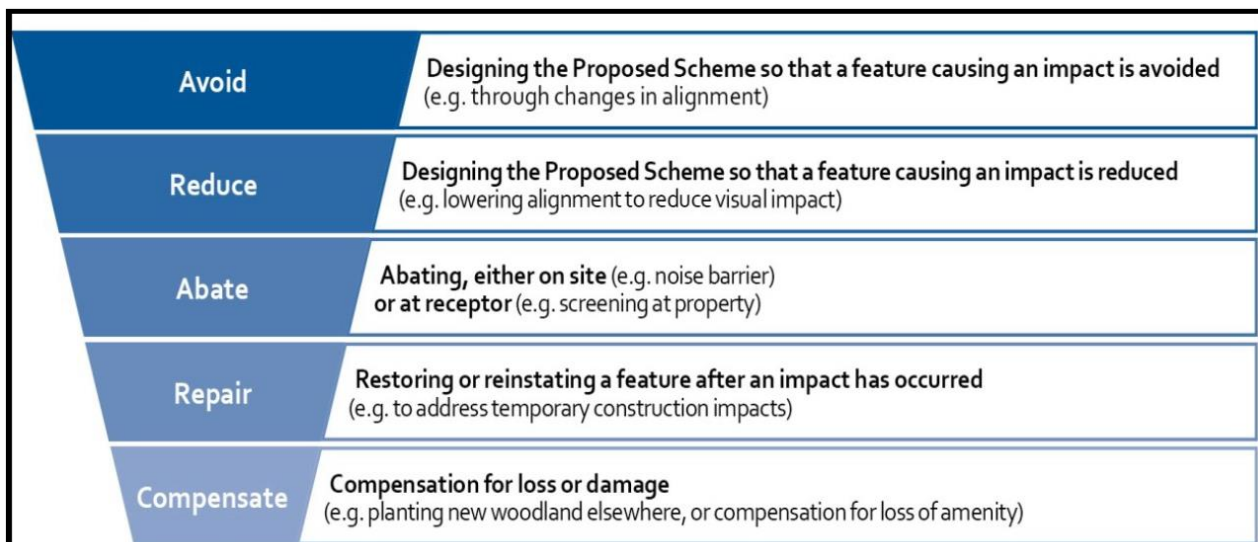 Avoid
Designing the Proposed Scheme so that a feature causing an impact is avoided
(e.g. through changes in alignment)
Reduce
Designing the Proposed Scheme so that a feature causing an impact is reduced
(e.g. lowering alignment to reduce visual impact)
Abate
Abating, either on site (e.g. noise barrier)
or at receptor (e.g. screening at property)
Repair
Restoring or reinstating a feature after an impact has occurred
(e.g. to address temporary construction impacts)
Compensate
Compensation for loss or damage
(e.g. planting new woodland elsewhere, or compensation for loss of amenity)